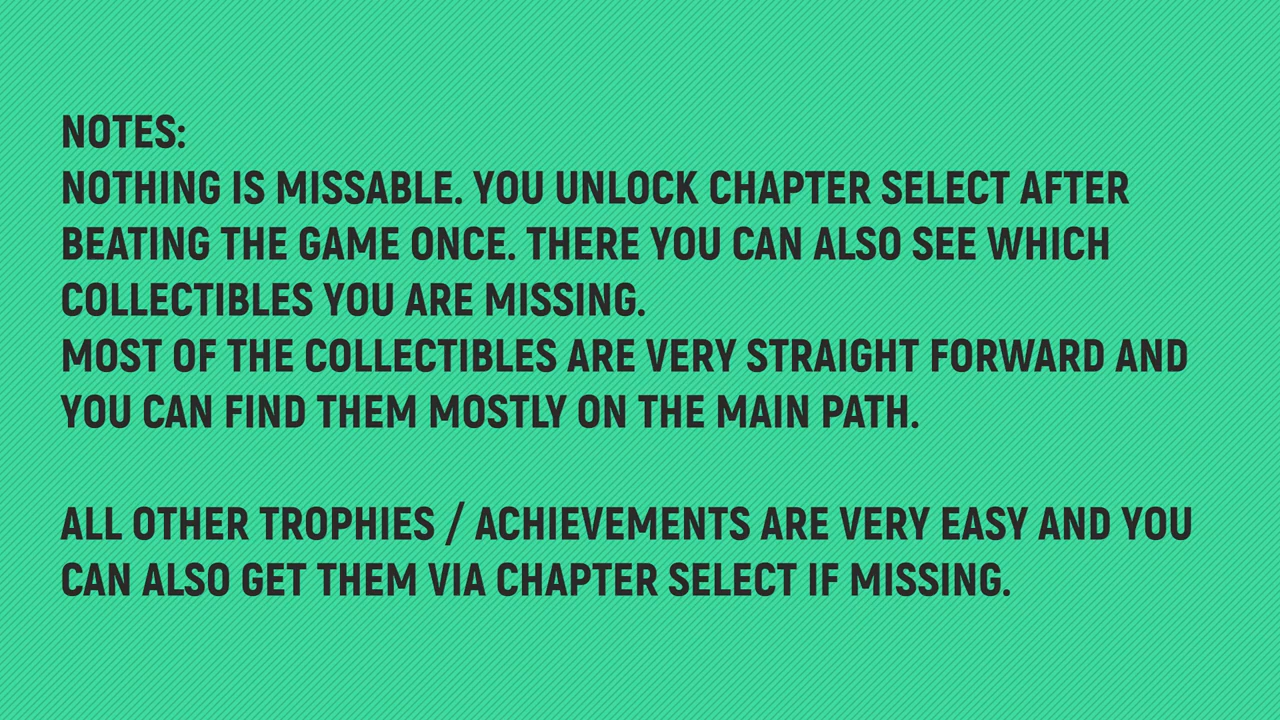 NOTES:
NOTHING IS MISSABLE. YOU UNLOCK CHAPTER SELECT AFTER
BEATING THE GAME ONCE. THERE YOU CAN ALSO SEE WHICH
COLLECTIBLES YOU ARE MISSING.
MOST OF THE COLLECTIBLES ARE VERY STRAIGHT FORWARD AND
YOU CAN FIND THEM MOSTLY ON THE MAIN PATH.
ALL OTHER TROPHIES / ACHIEVEMENTS ARE VERY EASY AND YOU
CAN ALSO GET THEM VIA CHAPTER SELECT IF MISSING.